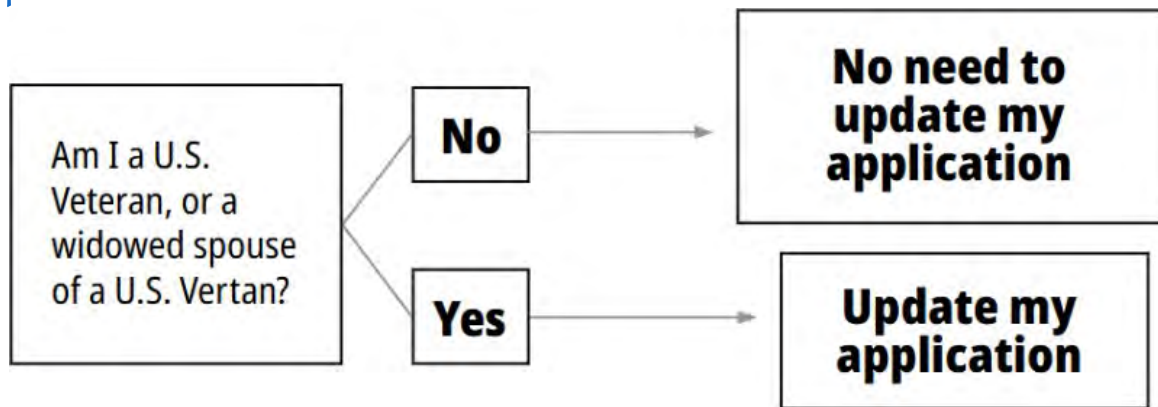 Am I a U.S.
Veteran, or a
widowed spouse
of a U.S. Vertan?
No
No need to
update my
application
Yes
Update my
application